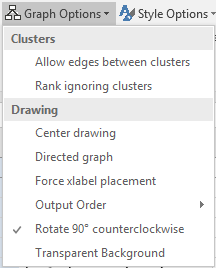 Graph Options Style Options
Clusters
Allow edges between clusters
Rank ignoring clusters
Drawing
Center drawing
Directed graph
Force xlabel placement
Output Order
Rotate 90° counterclockwise
Transparent Background